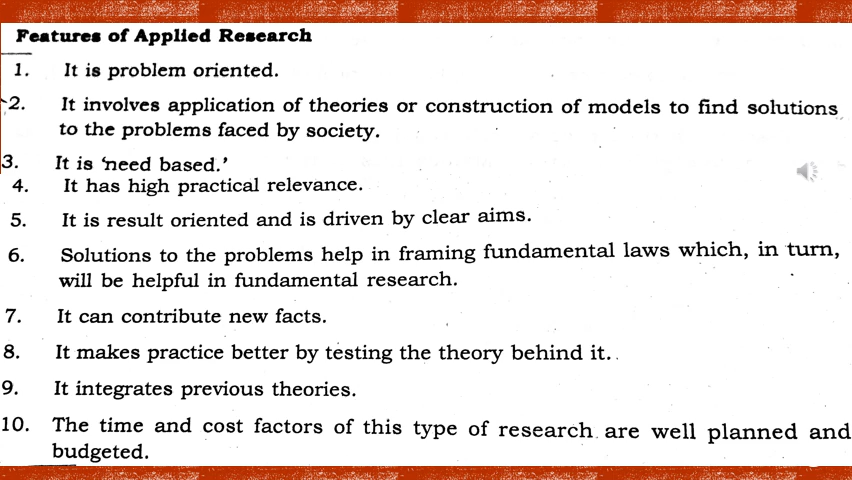 Features of Applied Research
1. It is problem oriented.
2. It involves application of theories or construction of models to find solutions
to the problems faced by society.
3. It is 'need based.'
4. It has high practical relevance.
5. It is result oriented and is driven by clear aims.
6. Solutions to the problems help in framing fundamental laws which, in turn,
will be helpful in fundamental research.
7. It can contribute new facts.
8. It makes practice better by testing the theory behind it.
9. It integrates previous theories.
10. The time and cost factors of this type of research are well planned and
budgeted.